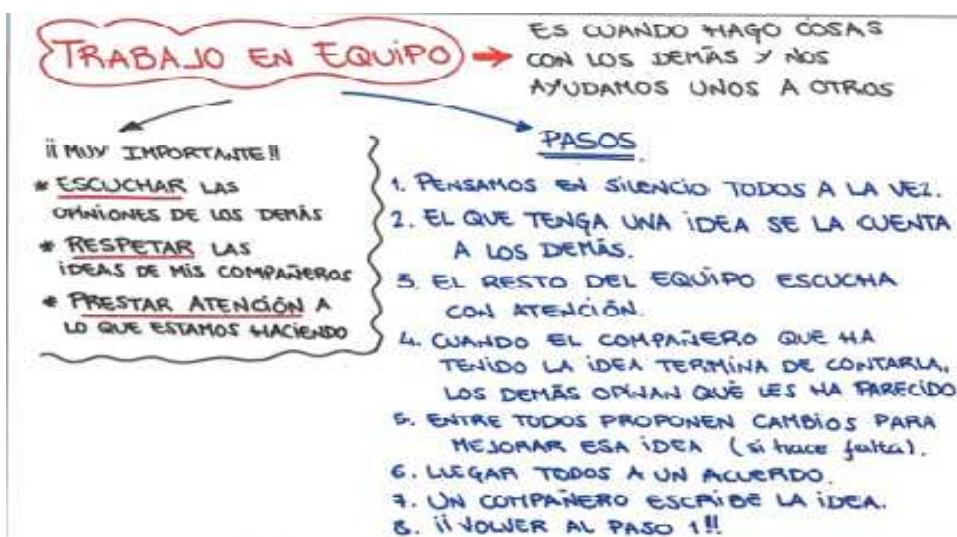 TRABAJO EN EQUIPO
ES CUANDO HAGO COSAS
CON LOS DEMÁS Y NOS
AYUDAMOS UNOS A OTROS
¡¡MUY IMPORTANTE!!
* ESCUCHAR LAS
OPINIONES DE LOS DEMÁS
* RESPETAR LAS
IDEAS DE MIS COMPAÑEROS
* PRESTAR ATENCIÓN A
LO QUE ESTAMOS HACIENDO
PASOS
1. PENSAMOS EN SILENCIO TODOS A LA VEZ.
2. EL QUE TENGA UNA IDEA SE LA CUENTA
A LOS DEMÁS.
3. EL RESTO DEL EQUIPO ESCUCHA
CON ATENCIÓN.
4. CUANDO EL COMPAÑERO QUE HA
TENIDO LA IDEA TERMINA DE CONTARLA,
LOS DEMÁS OPINAN QUÉ LES HA PARECIDO
5. ENTRE TODOS PROPONEN CAMBIOS PARA
MEJORAR ESA IDEA (si hace falta).
6. LLEGAR TODOS A UN ACUERDO.
7. UN COMPAÑERO ESCRIBE LA IDEA.
8. ¡¡VOLVER AL PASO 1!!